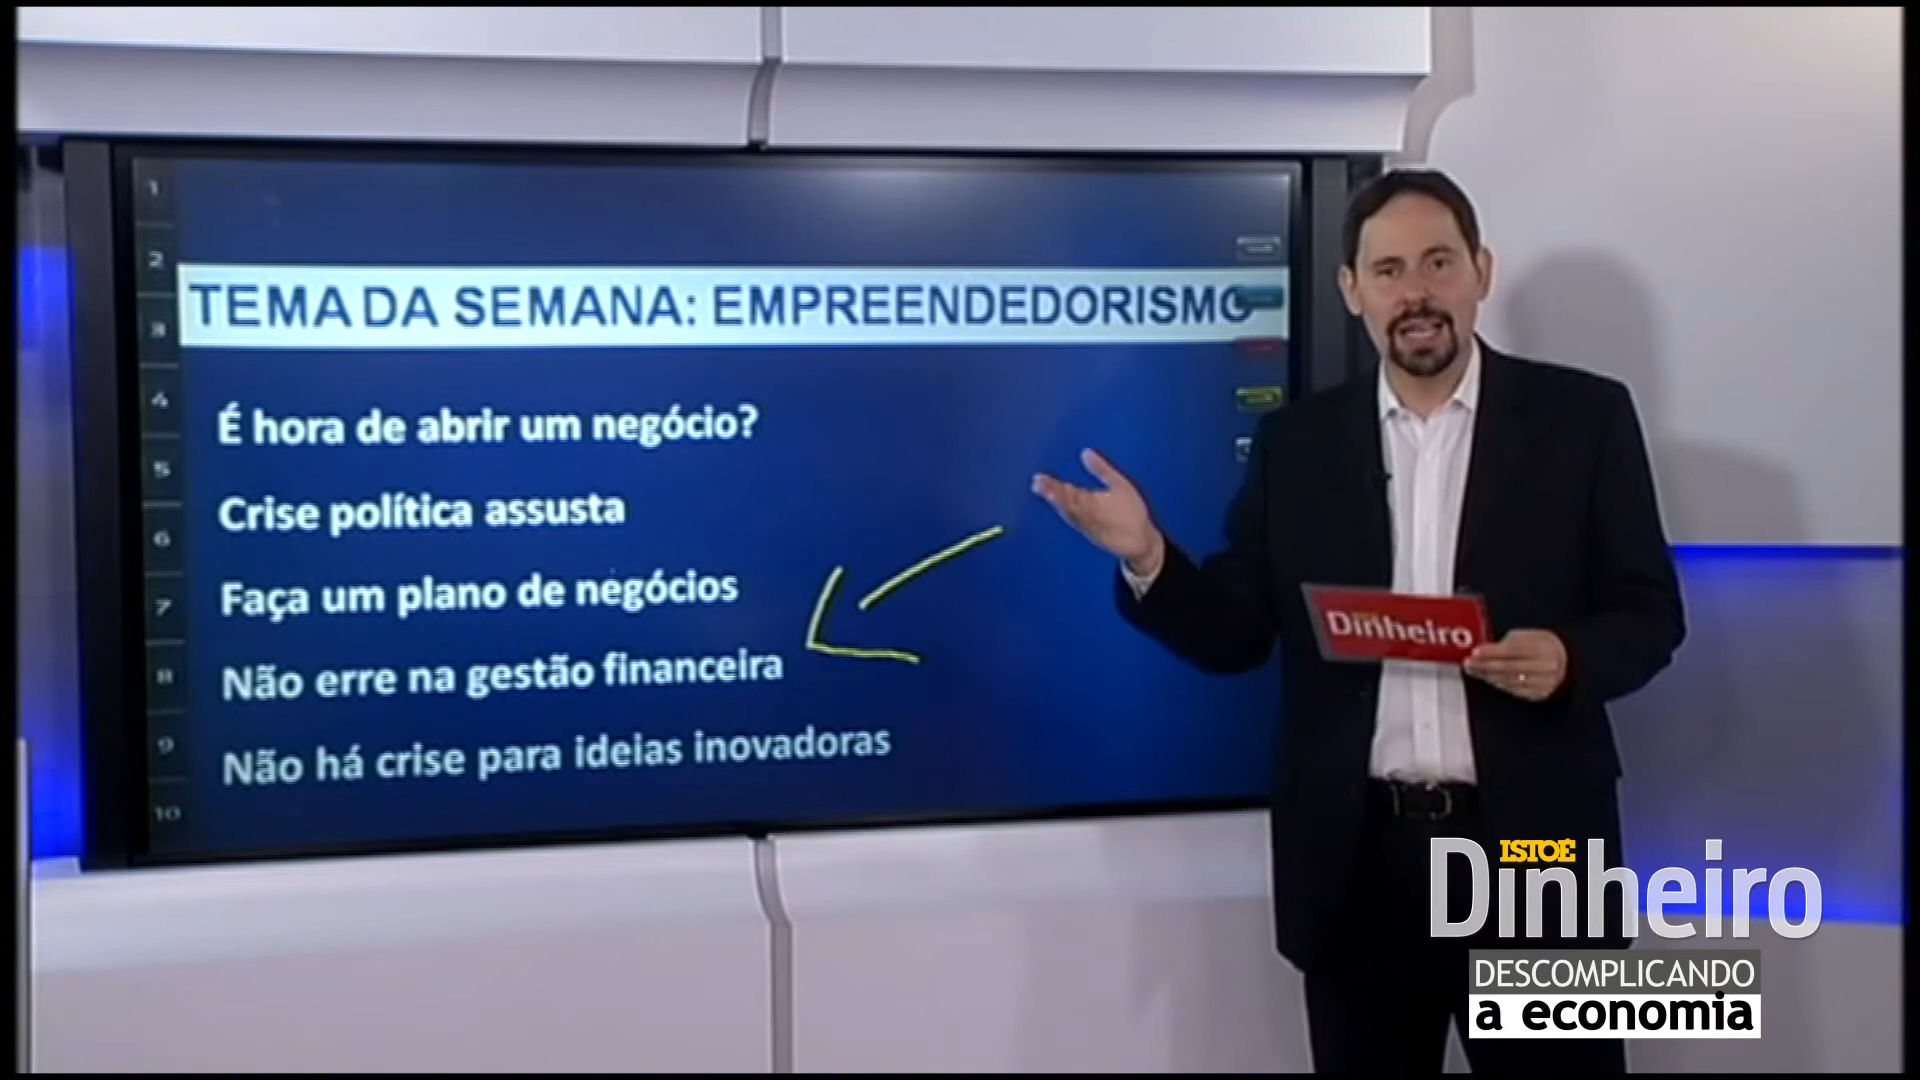 1
2
3
4
5
6
7
8
9
10
TEMA DA SEMANA: EMPREENDEDORISMO
É hora de abrir um negócio?
Crise política assusta
Faça um plano de negócios
Não erre na gestão financeira
Não há crise para ideias inovadoras
Dinheiro
ISTOÉ
Dinheiro
DESCOMPLICANDO
a economia